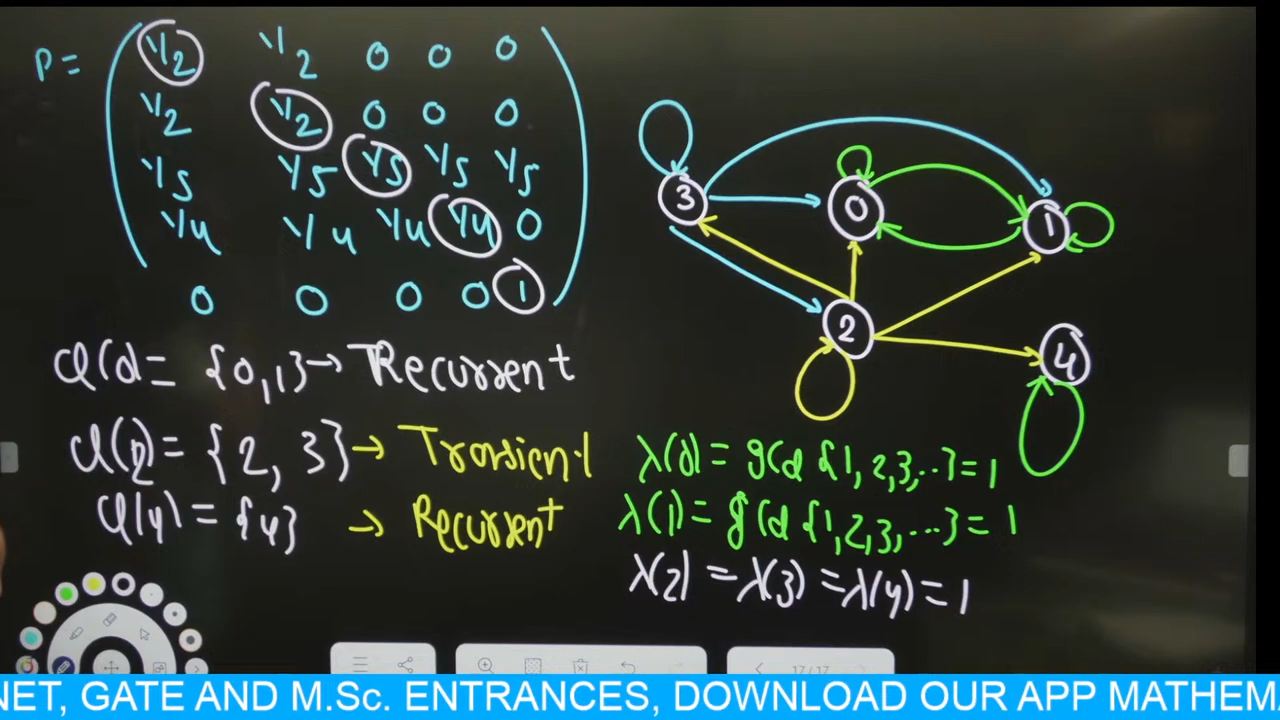 P =
1/2 1/2 0 0 0
1/2 1/2 0 0 0
1/5 1/5 1/5 1/5 1/5
1/4 1/4 1/4 1/4 0
0 0 0 0 1
3 0 1
2
4
Cl(0) = {0,1} → Recurrent
Cl(2) = {2, 3} → Transient
Cl(4) = {4} → Recurrent
λ(0) = gcd {1,2,3,..} = 1
λ(1) = gcd {1,2,3,...} = 1
λ(2) = λ(3) = λ(4) = 1
17/17
NET, GATE AND M.Sc. ENTRANCES, DOWNLOAD OUR APP MATHEMA